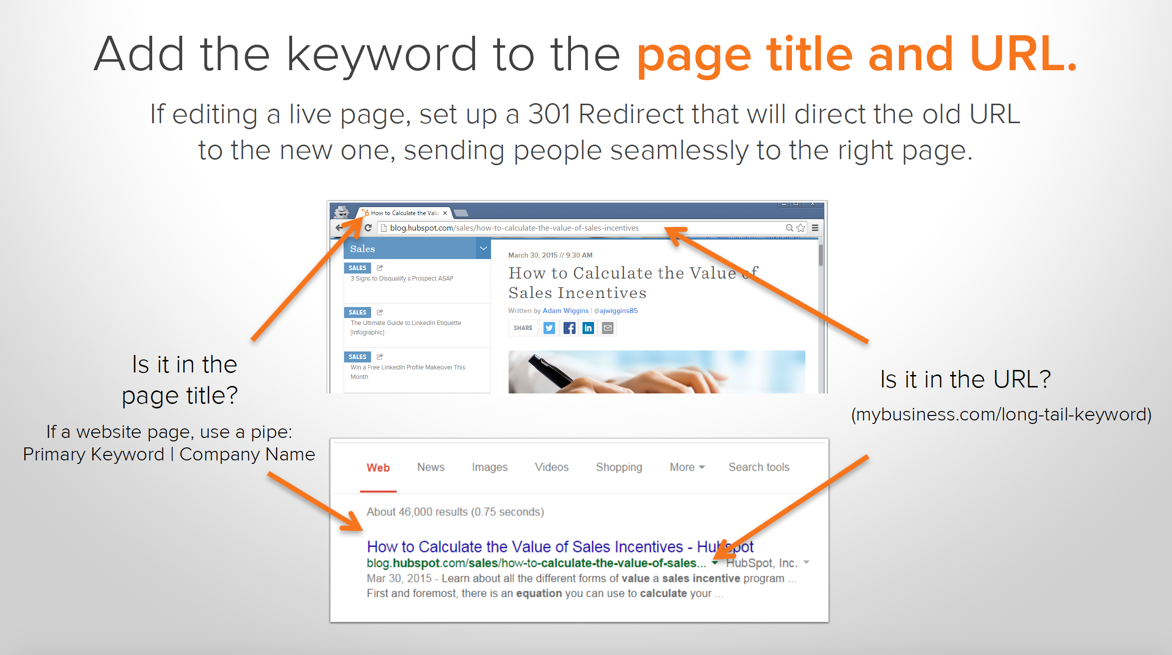 Add the keyword to the page title and URL.
If editing a live page, set up a 301 Redirect that will direct the old URL
to the new one, sending people seamlessly to the right page.
How to Calculate the Valu
blog.hubspot.com/sales/how-to-calculate-the-value-of-sales-incentives
Sales
SALES
3 Signs to Disqualify a Prospect ASAP
SALES
The Ultimate Guide to LinkedIn Etiquette
[Infographic]
SALES
Win a Free LinkedIn Profile Makeover This
Month
March 30, 2015 // 9:30 AM
How to Calculate the Value of
Sales Incentives
Written by Adam Wiggins | @ajwiggins85
SHARE
Is it in the
page title?
If a website page, use a pipe:
Primary Keyword | Company Name
Is it in the URL?
(mybusiness.com/long-tail-keyword)
Web News Images Videos Shopping More Search tools
About 46,000 results (0.75 seconds)
How to Calculate the Value of Sales Incentives - HubSpot
blog.hubspot.com/sales/how-to-calculate-the-value-of-sales... HubSpot, Inc.
Mar 30, 2015 - Learn about all the different forms of value a sales incentive program ...
First and foremost, there is an equation you can use to calculate your ...